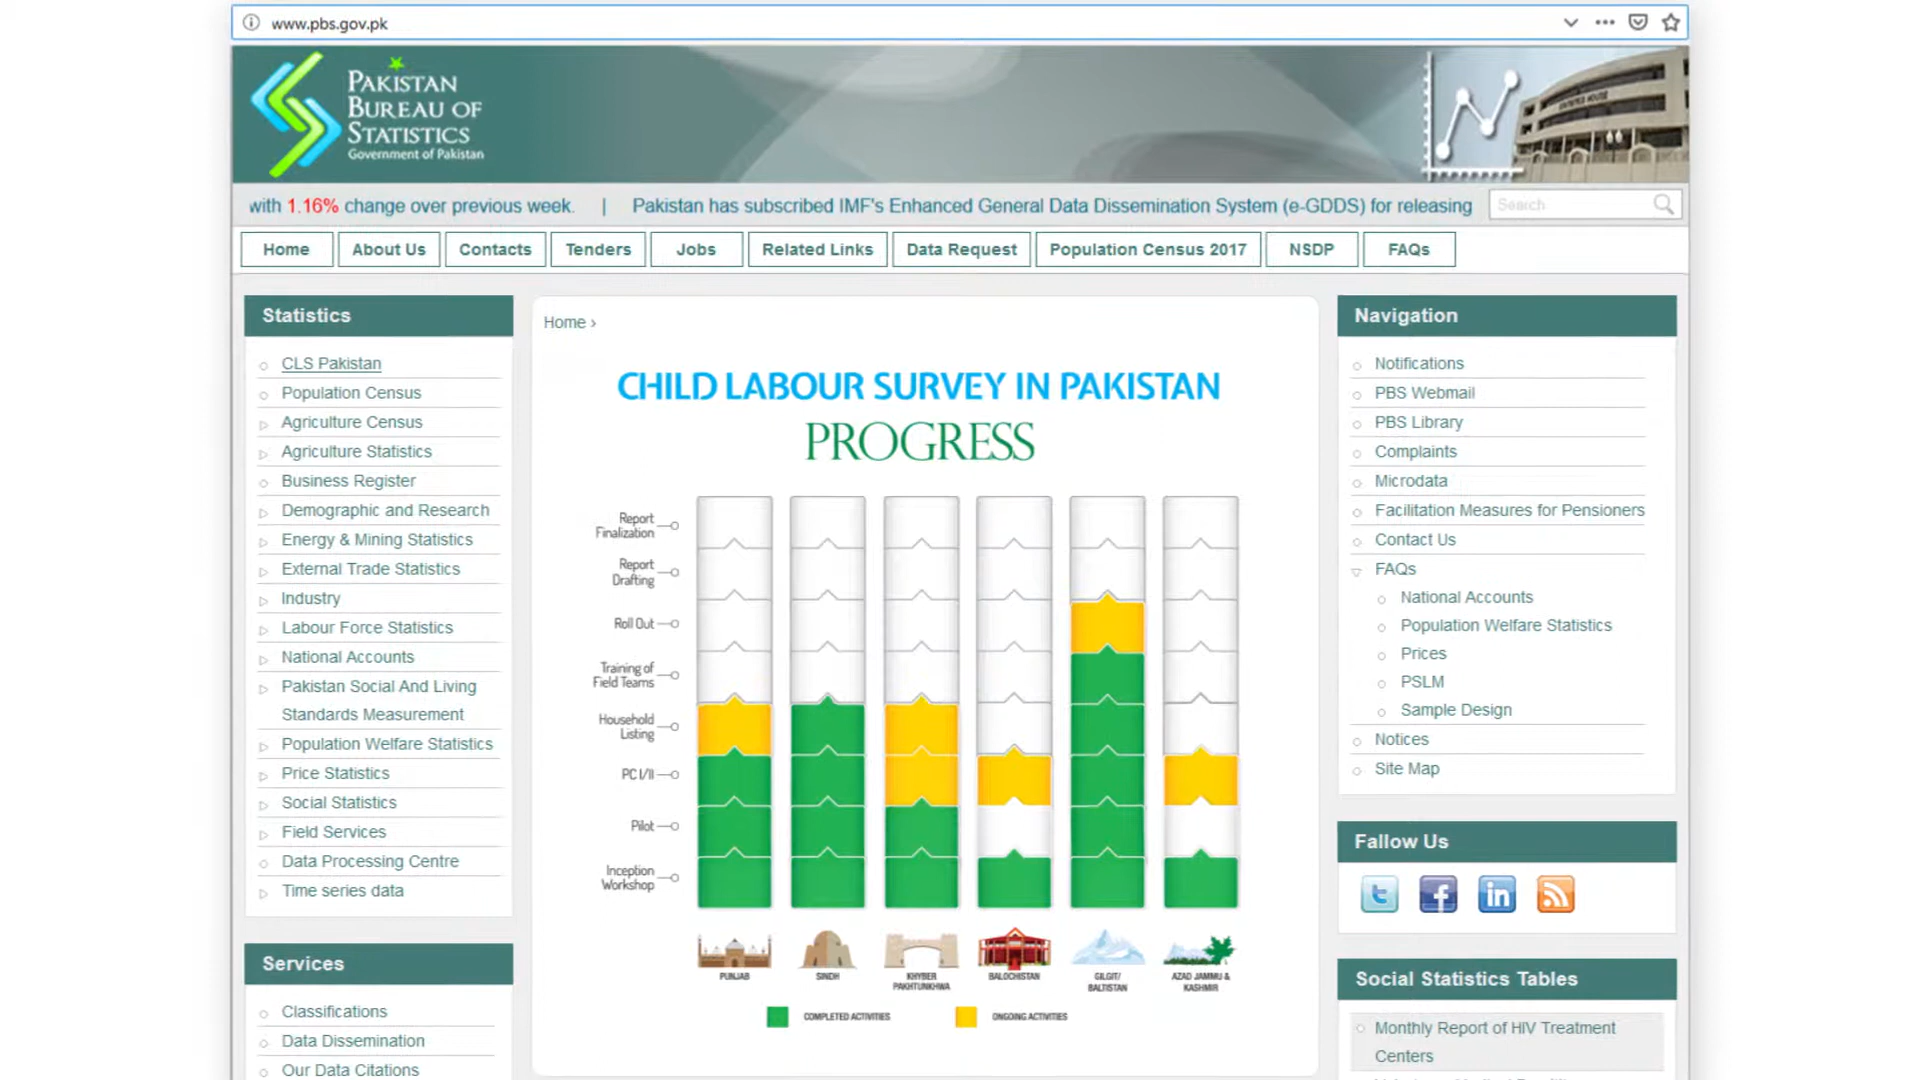 www.pbs.gov.pk
PAKISTAN
BUREAU OF
STATISTICS
Government of Pakistan
STATISTICS HOUSE
with 1.16% change over previous week. | Pakistan has subscribed IMF's Enhanced General Data Dissemination System (e-GDDS) for releasing
Search
Home
About Us
Contacts
Tenders
Jobs
Related Links
Data Request
Population Census 2017
NSDP
FAQs
Statistics
CLS Pakistan
Population Census
Agriculture Census
Agriculture Statistics
Business Register
Demographic and Research
Energy & Mining Statistics
External Trade Statistics
Industry
Labour Force Statistics
National Accounts
Pakistan Social And Living
Standards Measurement
Population Welfare Statistics
Price Statistics
Social Statistics
Field Services
Data Processing Centre
Time series data
Services
Classifications
Data Dissemination
Our Data Citations
Home ›
CHILD LABOUR SURVEY IN PAKISTAN
PROGRESS
Report
Finalization
Report
Drafting
Roll Out
Training of
Field Teams
Household
Listing
PC I/II
Pilot
Inception
Workshop
PUNJAB
SINDH
KHYBER
PAKHTUNKHWA
BALOCHISTAN
GILGIT/
BALTISTAN
AZAD JAMMU &
KASHMIR
COMPLETED ACTIVITIES
ONGOING ACTIVITIES
Navigation
Notifications
PBS Webmail
PBS Library
Complaints
Microdata
Facilitation Measures for Pensioners
Contact Us
FAQs
National Accounts
Population Welfare Statistics
Prices
PSLM
Sample Design
Notices
Site Map
Fallow Us
Social Statistics Tables
Monthly Report of HIV Treatment
Centers